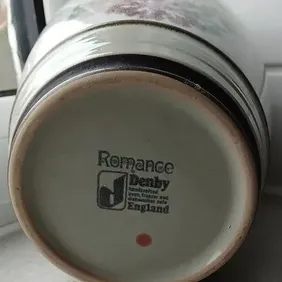 Romance
Denby
handcrafted
oven, freezer and
dishwasher safe
England